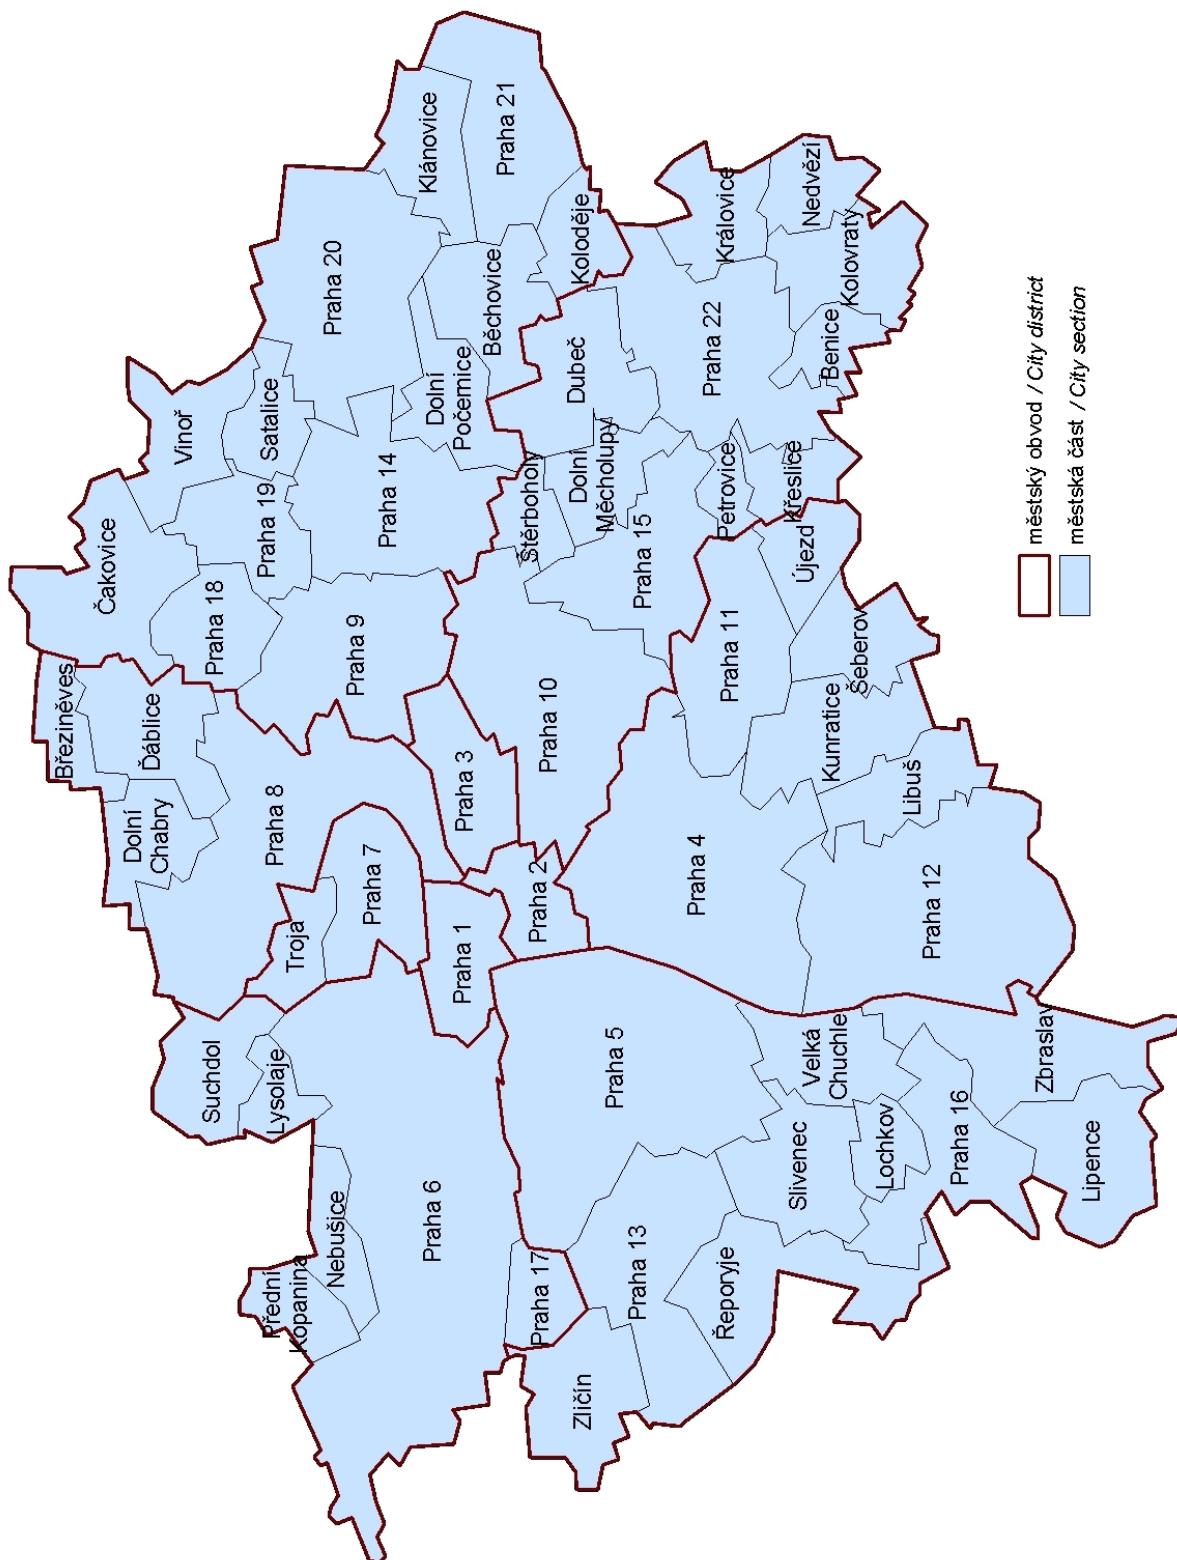 Březiněves
Čakovice
Vinoř
Dolní
Chabry
Ďáblice
Praha 18
Praha 19
Satalice
Praha 20
Klánovice
Praha 21
Suchdol
Lysolaje
Praha 8
Troja
Praha 7
Praha 9
Praha 14
Dolní
Počernice
Běchovice
Koloděje
Přední
Kopanina
Nebušice
Praha 6
Praha 1
Praha 3
Praha 2
Praha 10
Štěrboholy
Dolní
Měcholupy
Dubeč
Praha 15
Praha 22
Královice
Nedvězí
Kolovraty
Benice
Petrovice
Křeslice
Praha 17
Zličín
Praha 13
Řeporyje
Praha 5
Slivenec
Velká
Chuchle
Lochkov
Praha 16
Zbraslav
Lipence
Praha 4
Praha 11
Újezd
Šeberov
Kunratice
Libuš
Praha 12
městský obvod / City district
městská část / City section